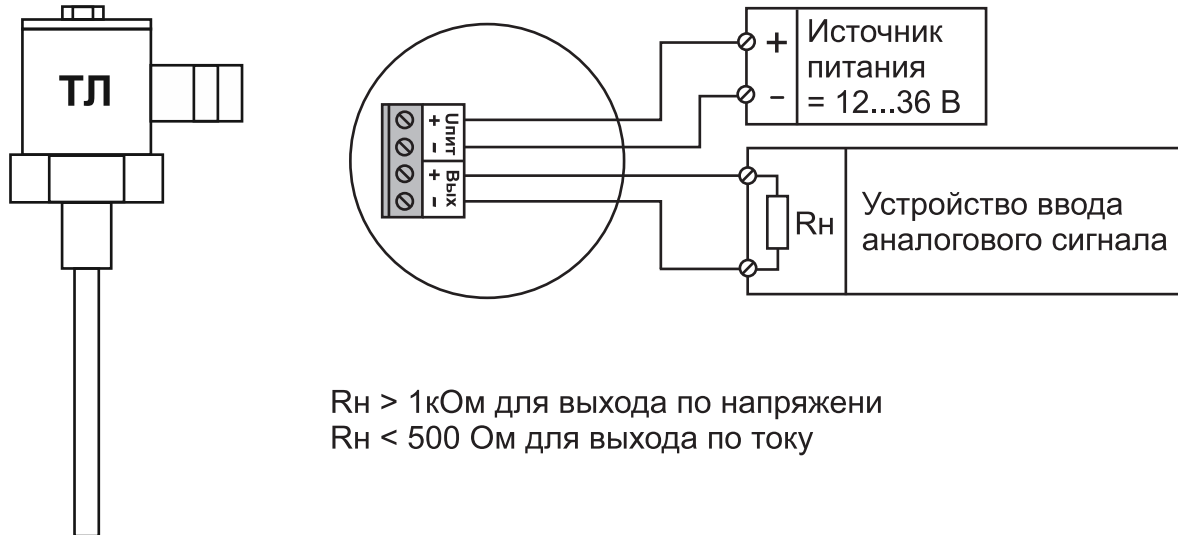 ТЛ
+
-
+
-
Uпит
Вых
+
-
Источник
питания
= 12...36 В
Rн
Устройство ввода
аналогового сигнала
Rн > 1кОм для выхода по напряжени
Rн < 500 Ом для выхода по току